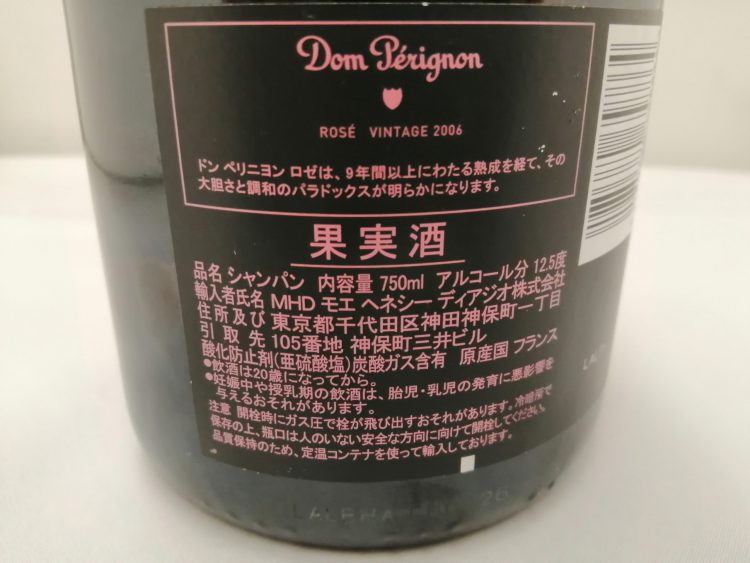 Dom Pérignon
ROSÉ VINTAGE 2006
ドン ペリニヨン ロゼは、9年間以上にわたる熟成を経て、その
大胆さと調和のパラドックスが明らかになります。
果実酒
品名 シャンパン 内容量 750ml アルコール分 12.5度
輸入者氏名 MHD モエ ヘネシー ディアジオ株式会社
住所及び 東京都千代田区神田神保町一丁目
引取先 105番地 神保町三井ビル
酸化防止剤(亜硫酸塩)炭酸ガス含有 原産国 フランス
●飲酒は20歳になってから。
●妊娠中や授乳期の飲酒は、胎児・乳児の発育に悪影響を
与えるおそれがあります。
注意 開栓時にガス圧で栓が飛び出すおそれがあります。冷暗所で
保存の上、瓶口は人のいない安全な方向に向けて開栓してください。
品質保持のため、定温コンテナを使って輸入しております。